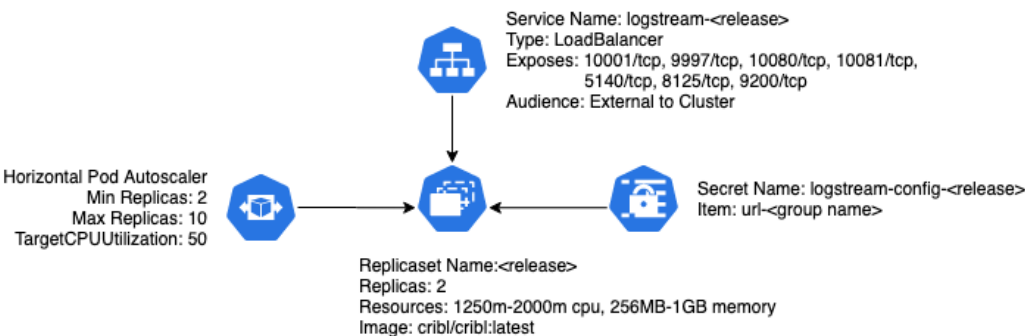 Service Name: logstream-<release>
Type: LoadBalancer
Exposes: 10001/tcp, 9997/tcp, 10080/tcp, 10081/tcp,
5140/tcp, 8125/tcp, 9200/tcp
Audience: External to Cluster
Horizontal Pod Autoscaler
Min Replicas: 2
Max Replicas: 10
TargetCPUUtilization: 50
Secret Name: logstream-config-<release>
Item: url-<group name>
Replicaset Name:<release>
Replicas: 2
Resources: 1250m-2000m cpu, 256MB-1GB memory
Image: cribl/cribl:latest